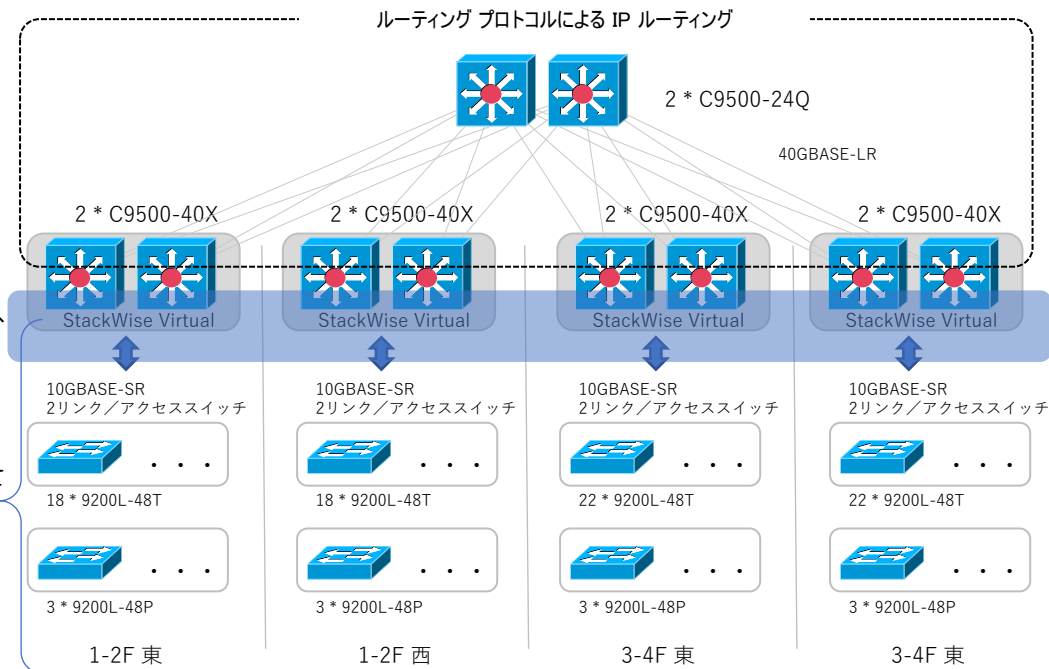 ルーティング プロトコルによる IP ルーティング
2 * C9500-24Q
40GBASE-LR
2 * C9500-40X
2 * C9500-40X
2 * C9500-40X
2 * C9500-40X
StackWise Virtual
StackWise Virtual
StackWise Virtual
StackWise Virtual
10GBASE-SR
2リンク／アクセススイッチ
10GBASE-SR
2リンク／アクセススイッチ
10GBASE-SR
2リンク／アクセススイッチ
10GBASE-SR
2リンク／アクセススイッチ
・・・
・・・
・・・
・・・
18 * 9200L-48T
18 * 9200L-48T
22 * 9200L-48T
22 * 9200L-48T
・・・
・・・
・・・
・・・
3 * 9200L-48P
3 * 9200L-48P
3 * 9200L-48P
3 * 9200L-48P
1-2F 東
1-2F 西
3-4F 東
3-4F 東